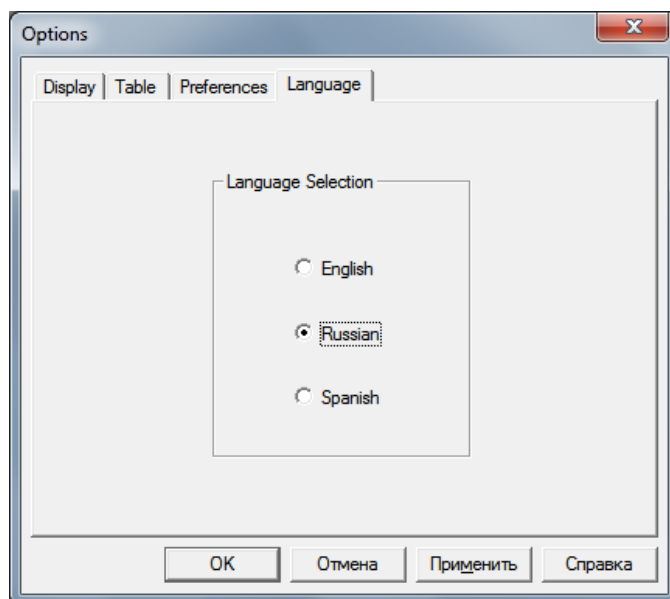 Options
Display Table Preferences Language
Language Selection
English
Russian
Spanish
OK Отмена Применить Справка